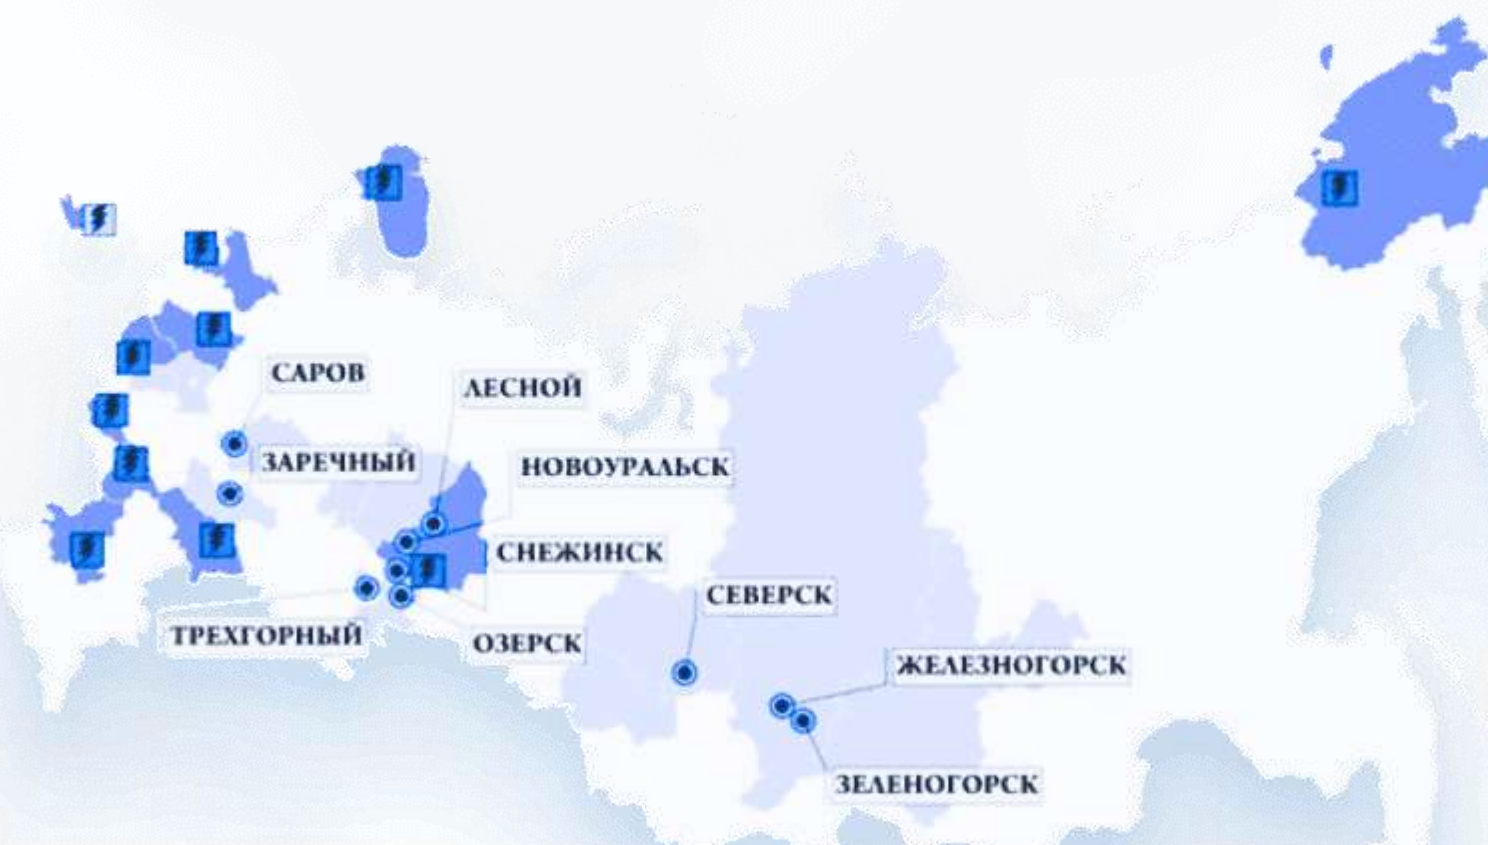 САРОВ
ЛЕСНОЙ
ЗАРЕЧНЫЙ
НОВОУРАЛЬСК
СНЕЖИНСК
СЕВЕРСК
ТРЕХГОРНЫЙ
ОЗЕРСК
ЖЕЛЕЗНОГОРСК
ЗЕЛЕНОГОРСК